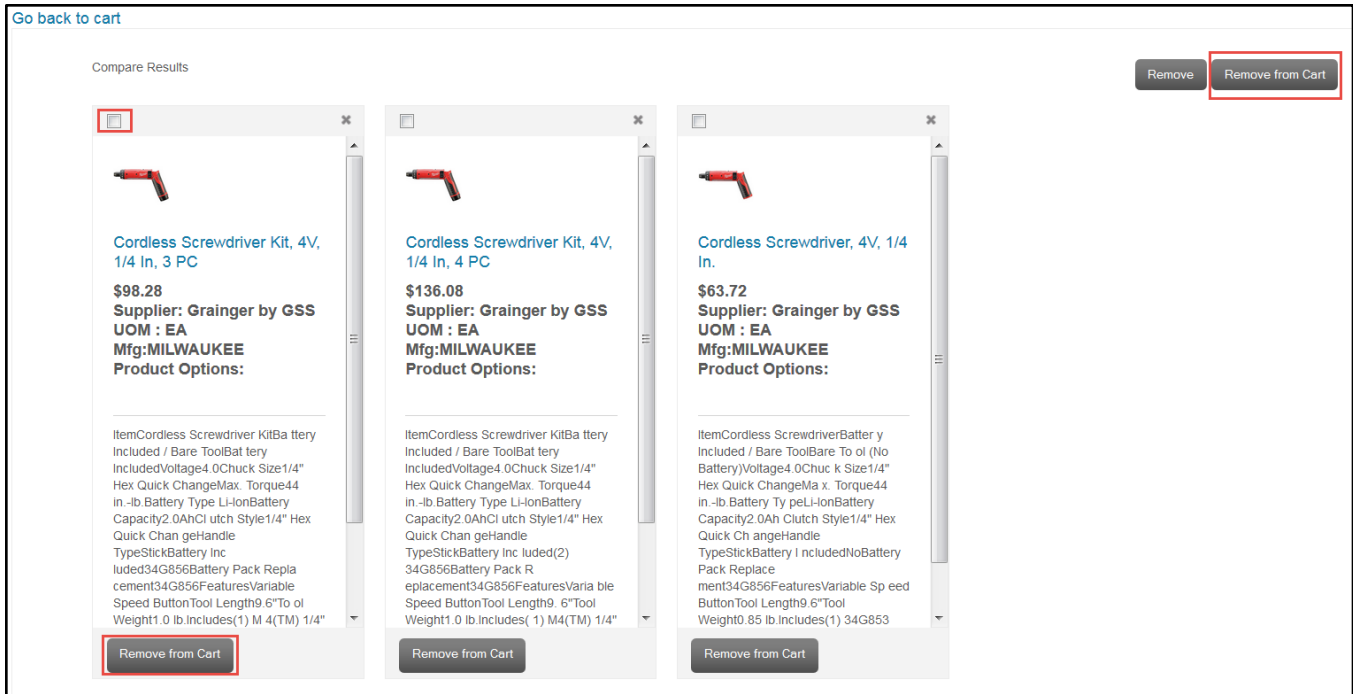 Go back to cart
Compare Results
Remove
Remove from Cart
Cordless Screwdriver Kit, 4V,
1/4 In, 3 PC
$98.28
Supplier: Grainger by GSS
UOM : EA
Mfg:MILWAUKEE
Product Options:
ItemCordless Screwdriver KitBa ttery
Included / Bare ToolBat tery
IncludedVoltage4.0Chuck Size1/4"
Hex Quick ChangeMax. Torque44
in.-lb.Battery Type Li-IonBattery
Capacity2.0AhCl utch Style1/4" Hex
Quick Chan geHandle
TypeStickBattery Inc
luded34G856Battery Pack Repla
cement34G856FeaturesVariable
Speed ButtonTool Length9.6"To ol
Weight1.0 lb.Includes(1) M 4(TM) 1/4"
Remove from Cart
Cordless Screwdriver Kit, 4V,
1/4 In, 4 PC
$136.08
Supplier: Grainger by GSS
UOM : EA
Mfg:MILWAUKEE
Product Options:
ItemCordless Screwdriver KitBa ttery
Included / Bare ToolBat tery
IncludedVoltage4.0Chuck Size1/4"
Hex Quick ChangeMax. Torque44
in.-lb.Battery Type Li-IonBattery
Capacity2.0AhCl utch Style1/4" Hex
Quick Chan geHandle
TypeStickBattery Inc luded(2)
34G856Battery Pack R
eplacement34G856FeaturesVaria ble
Speed ButtonTool Length9. 6"Tool
Weight1.0 lb.Includes( 1) M4(TM) 1/4"
Remove from Cart
Cordless Screwdriver, 4V, 1/4
In.
$63.72
Supplier: Grainger by GSS
UOM : EA
Mfg:MILWAUKEE
Product Options:
ItemCordless ScrewdriverBatter y
Included / Bare ToolBare To ol (No
Battery)Voltage4.0Chuc k Size1/4"
Hex Quick ChangeMa x. Torque44
in.-lb.Battery Ty peLi-IonBattery
Capacity2.0Ah Clutch Style1/4" Hex
Quick Ch angeHandle
TypeStickBattery I ncludedNoBattery
Pack Replace
ment34G856FeaturesVariable Sp eed
ButtonTool Length9.6"Tool
Weight0.85 lb.Includes(1) 34G853
Remove from Cart